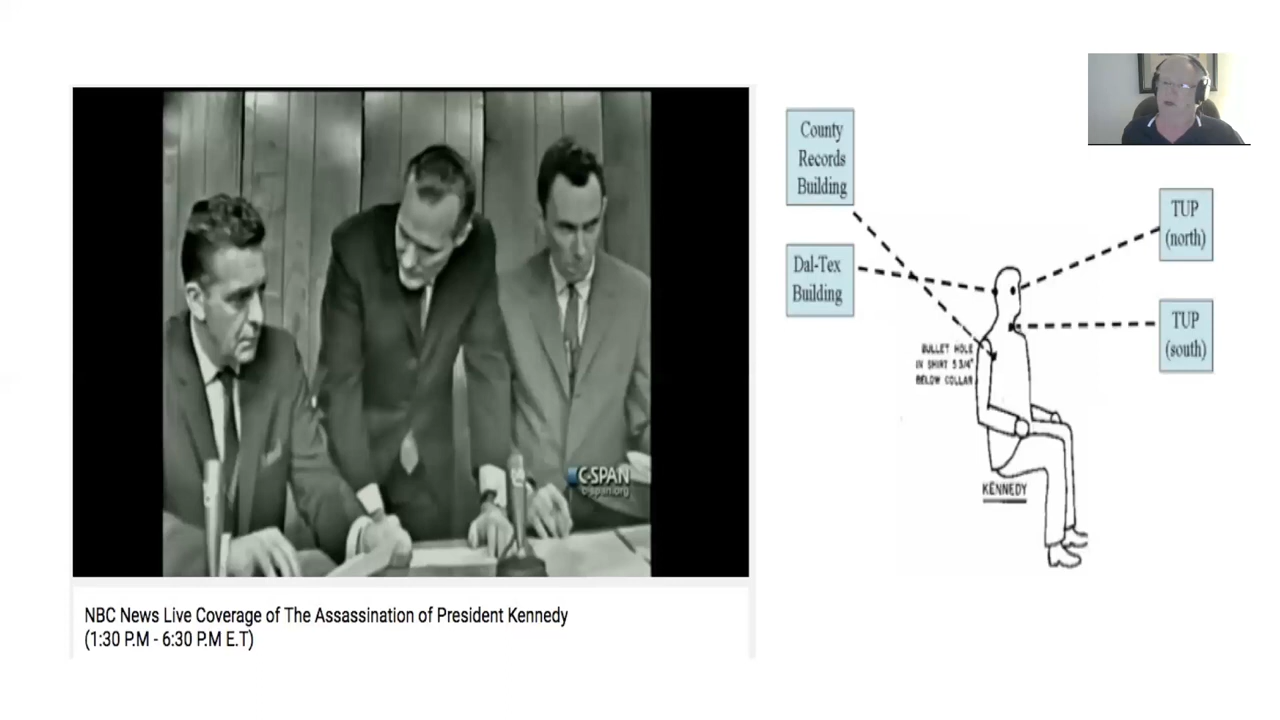 C-SPAN
c-span.org
NBC News Live Coverage of The Assassination of President Kennedy
(1:30 P.M - 6:30 P.M E.T)
County
Records
Building
Dal-Tex
Building
TUP
(north)
TUP
(south)
BULLET HOLE
IN SHIRT 5 3/4"
BELOW COLLAR
KENNEDY